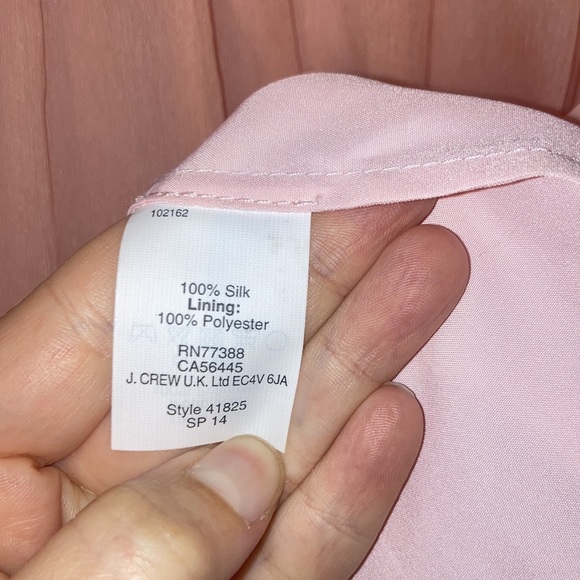 102162
100% Silk
Lining:
100% Polyester
RN77388
CA56445
J. CREW U.K. Ltd EC4V 6JA
Style 41825
SP 14